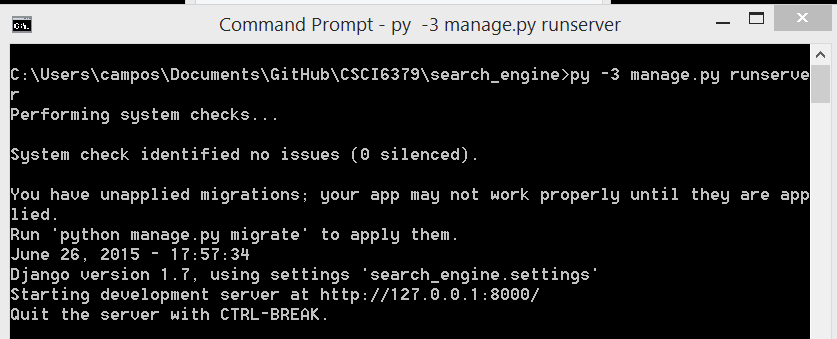 Command Prompt - py  -3 manage.py runserver
C:\Users\campos\Documents\GitHub\CSCI6379\search_engine>py -3 manage.py runserve
r
Performing system checks...
System check identified no issues (0 silenced).
You have unapplied migrations; your app may not work properly until they are app
lied.
Run 'python manage.py migrate' to apply them.
June 26, 2015 - 17:57:34
Django version 1.7, using settings 'search_engine.settings'
Starting development server at http://127.0.0.1:8000/
Quit the server with CTRL-BREAK.